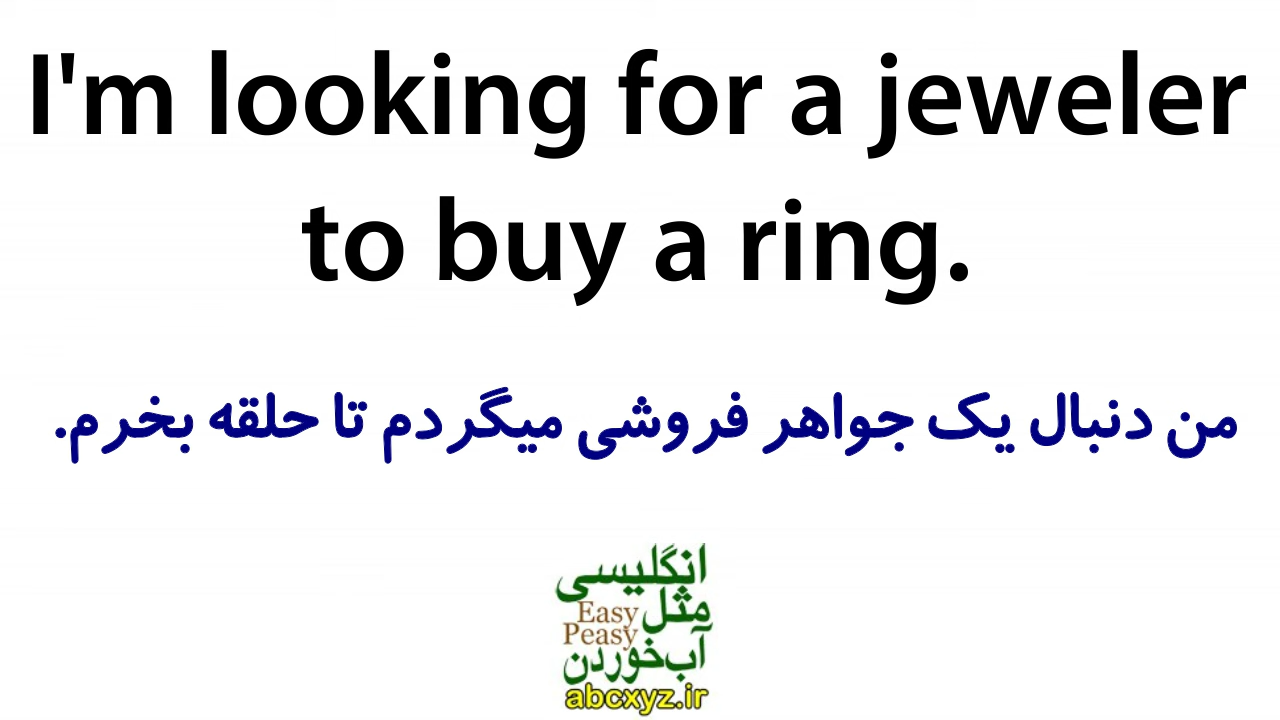 I'm looking for a jeweler
to buy a ring.
من دنبال یک جواهر فروشی میگردم تا حلقه بخرم.
انگلیسی
مثل Easy
Peasy
آب‌خوردن
abcxyz.ir